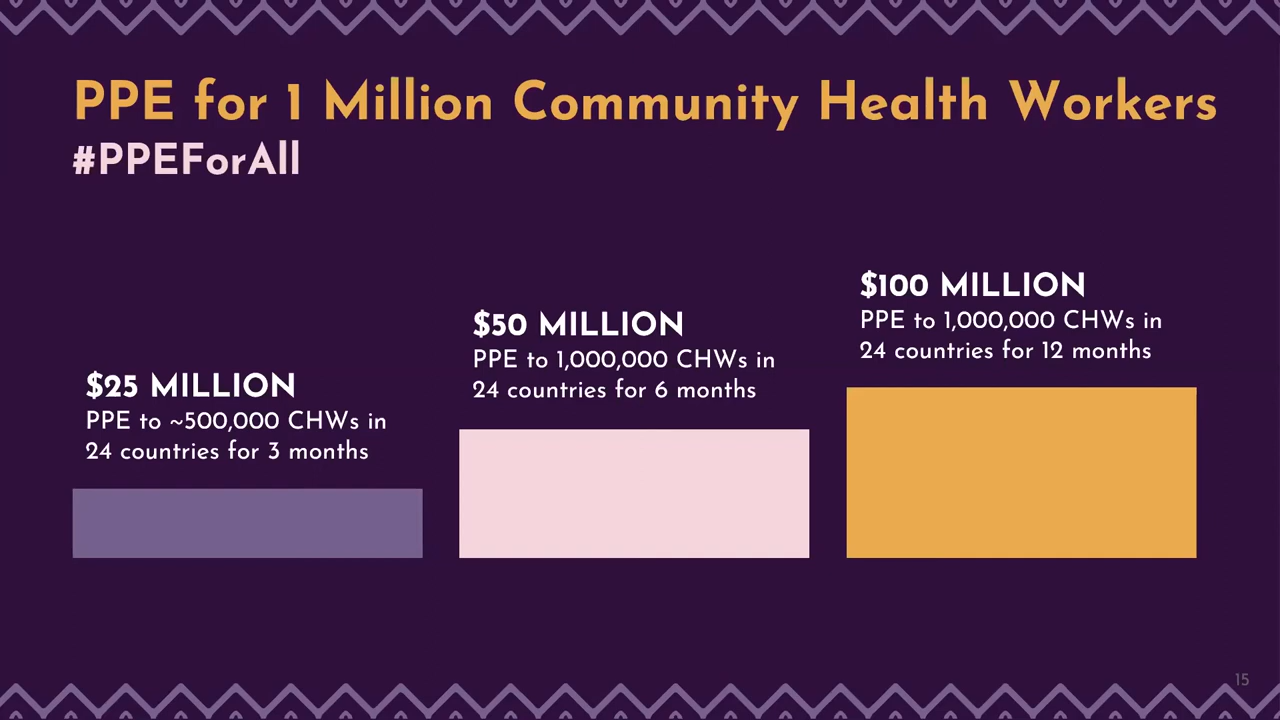 PPE for 1 Million Community Health Workers
#PPEForAll
$25 MILLION
PPE to ~500,000 CHWs in
24 countries for 3 months
$50 MILLION
PPE to 1,000,000 CHWs in
24 countries for 6 months
$100 MILLION
PPE to 1,000,000 CHWs in
24 countries for 12 months
15